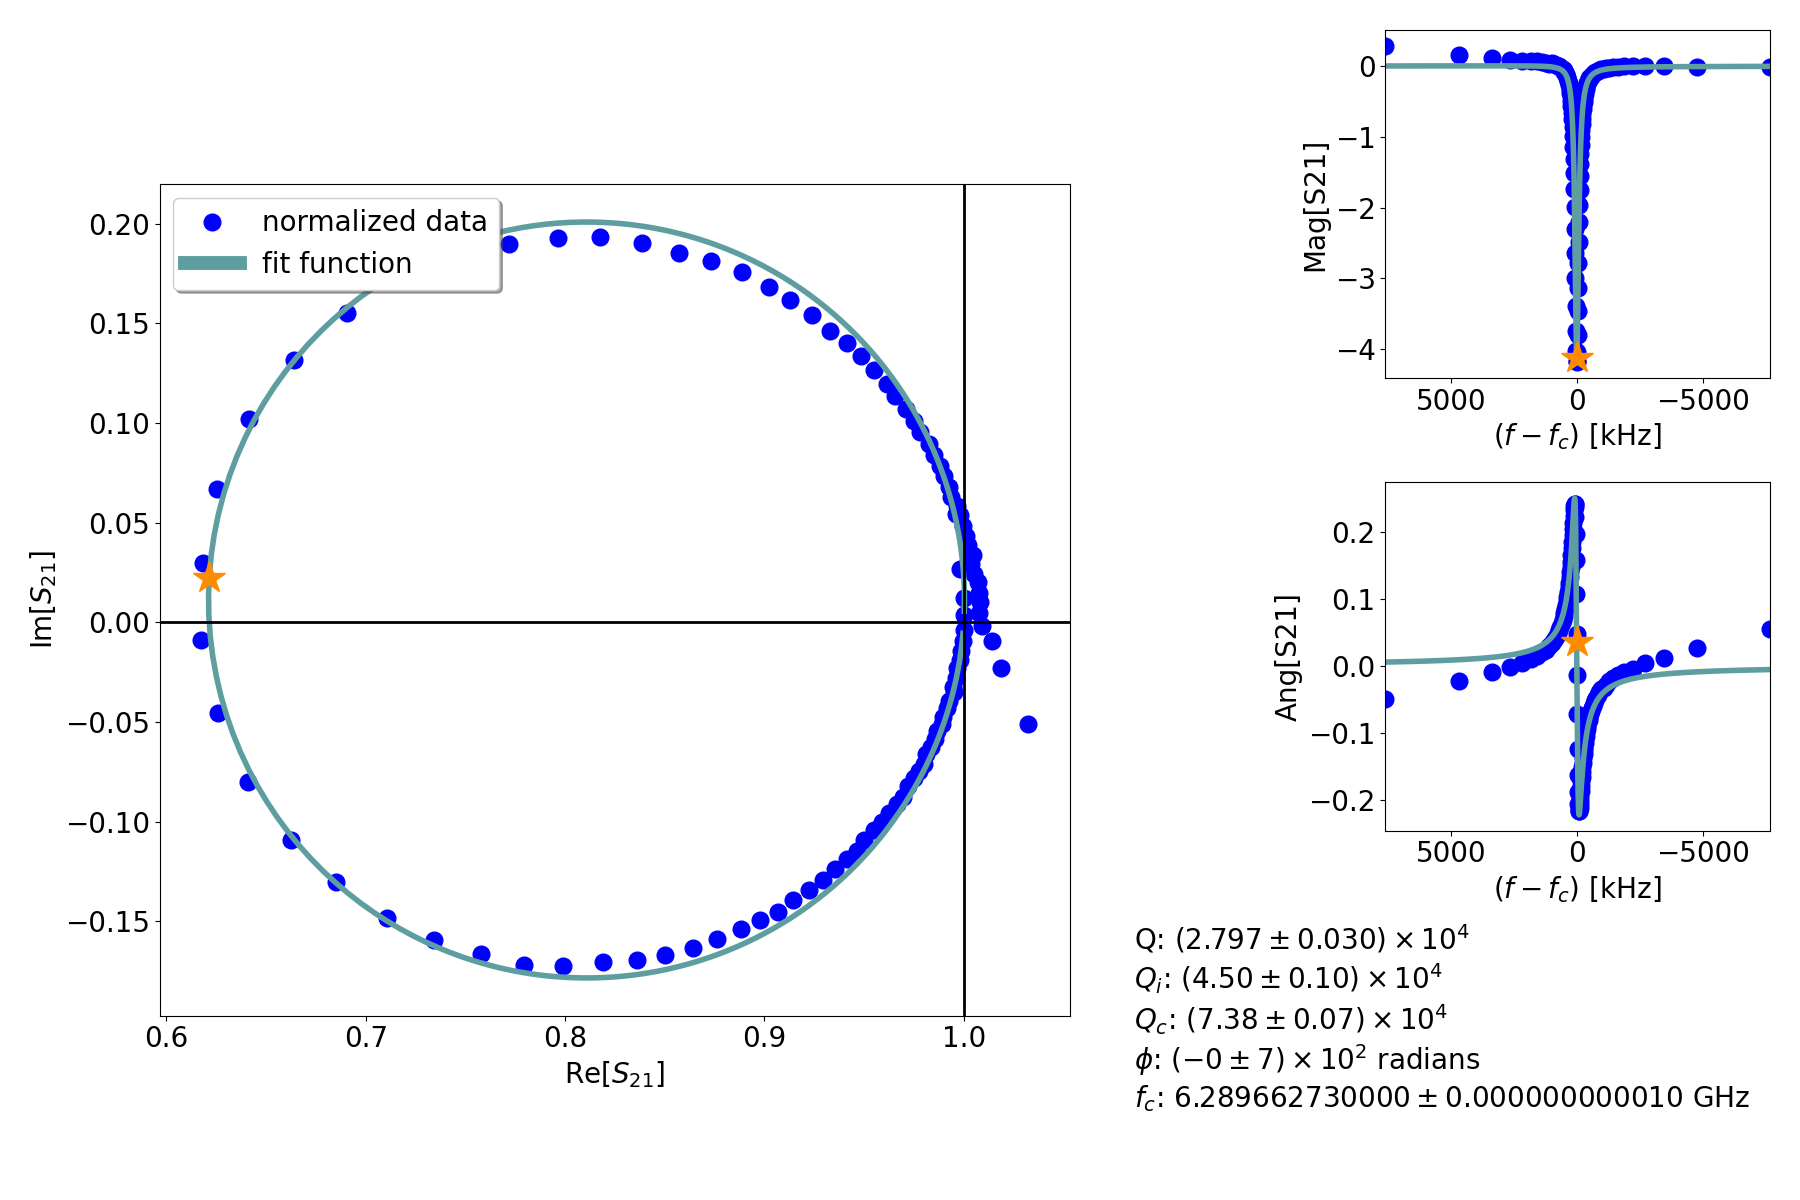 normalized data
fit function
0.20
0.15
0.10
0.05
0.00
−0.05
−0.10
−0.15
Im[S21]
0.6 0.7 0.8 0.9 1.0
Re[S21]
0
−1
−2
−3
−4
Mag[S21]
5000 0 −5000
(f − fc) [kHz]
0.2
0.1
0.0
−0.1
−0.2
Ang[S21]
5000 0 −5000
(f − fc) [kHz]
Q: (2.797 ± 0.030) × 10^4
Qi: (4.50 ± 0.10) × 10^4
Qc: (7.38 ± 0.07) × 10^4
ϕ: (−0 ± 7) × 10^2 radians
fc: 6.289662730000 ± 0.000000000010 GHz